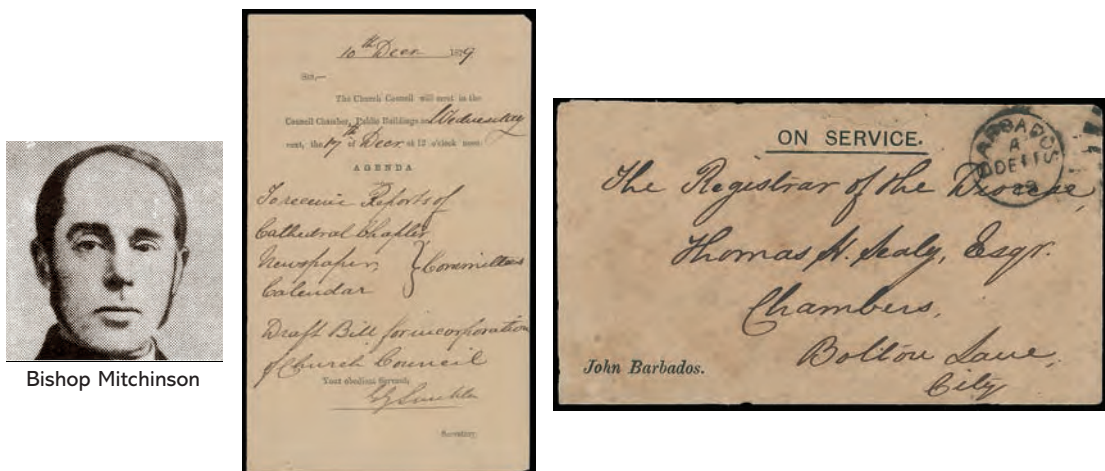 Bishop Mitchinson
10th Decr. 1879
Sir,—
The Church Council will meet in the
Council Chamber, Public Buildings on Wednesday
next, the 17th of Decr. at 12 o'clock noon.
AGENDA
To receive Reports of
Cathedral Chapter
Newspaper } Committees
Calendar
Draft Bill for incorporation
of Church Council
Your obedient Servant,
Secretary.
ON SERVICE.
BARBADOS
A
DE 11
The Registrar of the Diocese,
Thomas H. Sealy, Esqr.
Chambers,
Bolton Lane,
City
John Barbados.